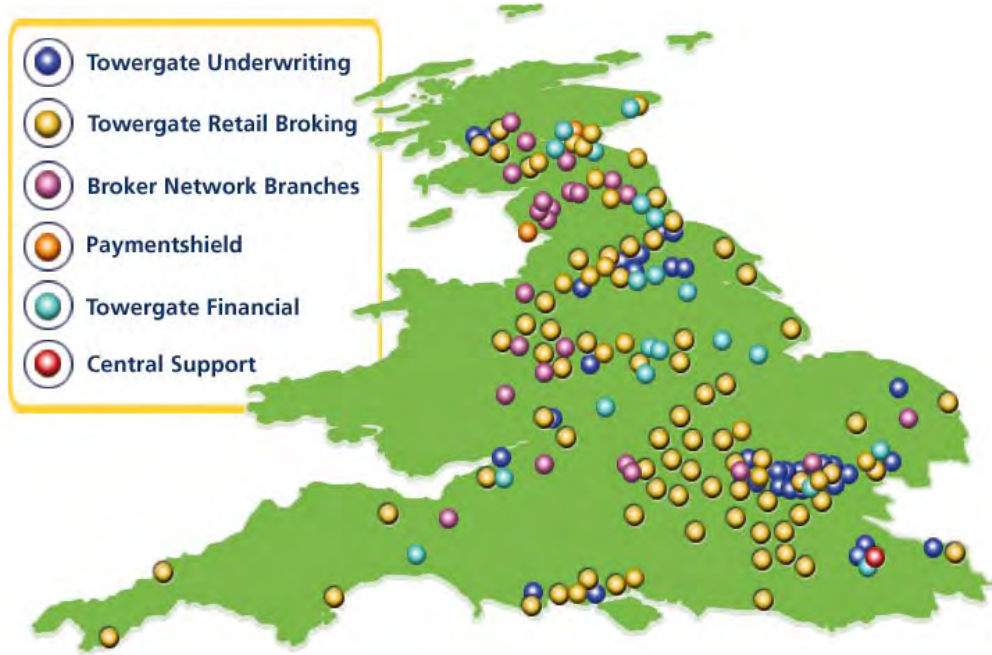 Towergate Underwriting
Towergate Retail Broking
Broker Network Branches
Paymentshield
Towergate Financial
Central Support